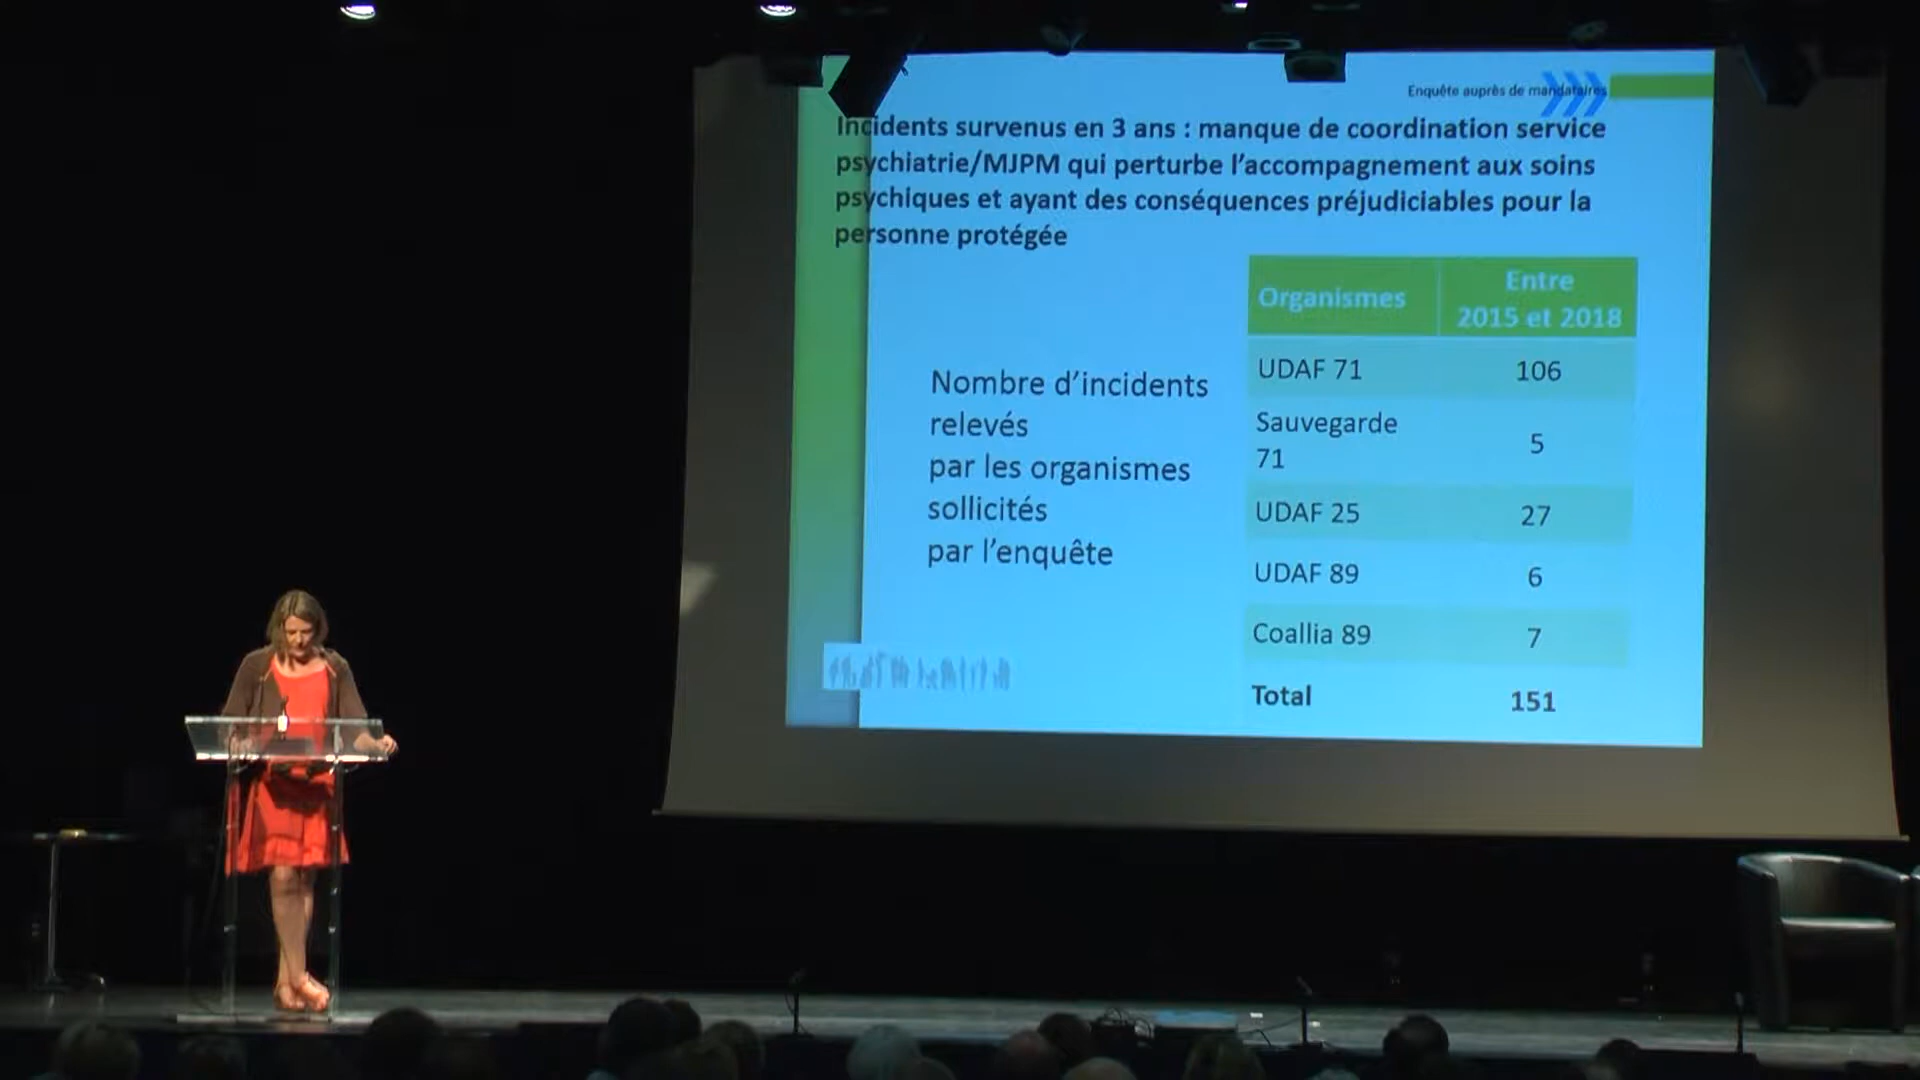 Enquête auprès de mandataires
Incidents survenus en 3 ans : manque de coordination service
psychiatrie/MJPM qui perturbe l'accompagnement aux soins
psychiques et ayant des conséquences préjudiciables pour la
personne protégée
Nombre d'incidents
relevés
par les organismes
sollicités
par l'enquête
Organismes
Entre
2015 et 2018
UDAF 71
106
Sauvegarde
71
5
UDAF 25
27
UDAF 89
6
Coallia 89
7
Total
151